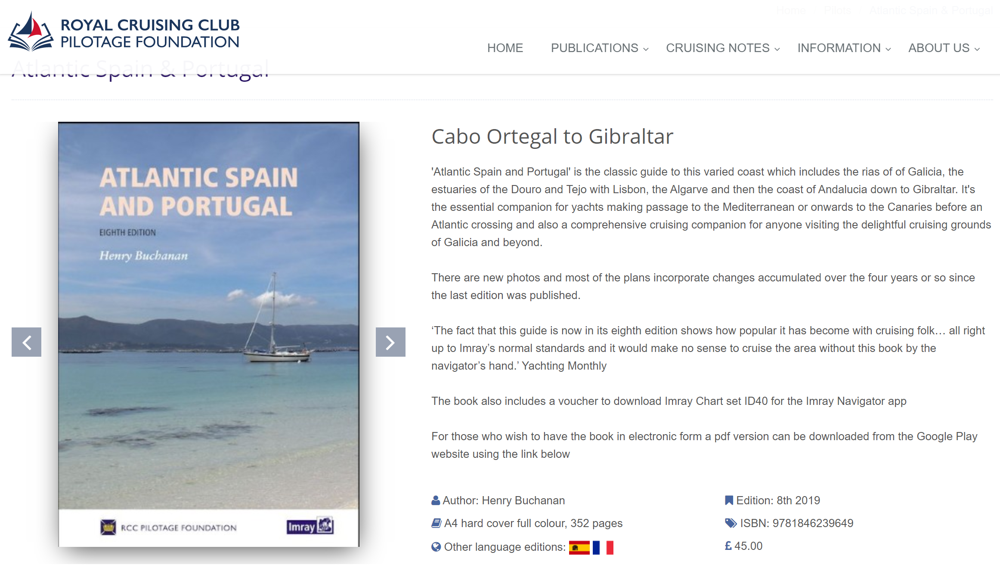 Home / Pilots / Atlantic Spain & Portugal
ROYAL CRUISING CLUB
PILOTAGE FOUNDATION
HOME PUBLICATIONS CRUISING NOTES INFORMATION ABOUT US
Atlantic Spain & Portugal
ATLANTIC SPAIN
AND PORTUGAL
EIGHTH EDITION
Henry Buchanan
RCC PILOTAGE FOUNDATION
Imray
Cabo Ortegal to Gibraltar
'Atlantic Spain and Portugal' is the classic guide to this varied coast which includes the rias of of Galicia, the
estuaries of the Douro and Tejo with Lisbon, the Algarve and then the coast of Andalucia down to Gibraltar. It's
the essential companion for yachts making passage to the Mediterranean or onwards to the Canaries before an
Atlantic crossing and also a comprehensive cruising companion for anyone visiting the delightful cruising grounds
of Galicia and beyond.
There are new photos and most of the plans incorporate changes accumulated over the four years or so since
the last edition was published.
‘The fact that this guide is now in its eighth edition shows how popular it has become with cruising folk… all right
up to Imray’s normal standards and it would make no sense to cruise the area without this book by the
navigator’s hand.’ Yachting Monthly
The book also includes a voucher to download Imray Chart set ID40 for the Imray Navigator app
For those who wish to have the book in electronic form a pdf version can be downloaded from the Google Play
website using the link below
Author: Henry Buchanan
Edition: 8th 2019
A4 hard cover full colour, 352 pages
ISBN: 9781846239649
Other language editions:
£ 45.00